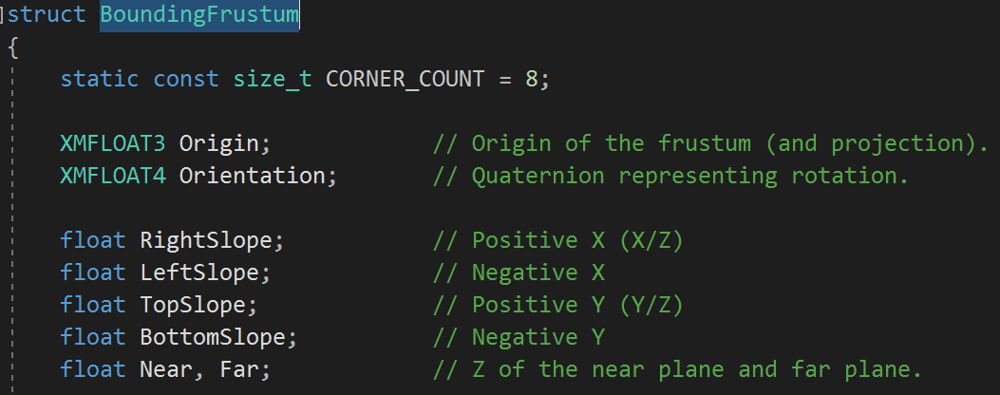 struct BoundingFrustum
{
static const size_t CORNER_COUNT = 8;
XMFLOAT3 Origin; // Origin of the frustum (and projection).
XMFLOAT4 Orientation; // Quaternion representing rotation.
float RightSlope; // Positive X (X/Z)
float LeftSlope; // Negative X
float TopSlope; // Positive Y (Y/Z)
float BottomSlope; // Negative Y
float Near, Far; // Z of the near plane and far plane.